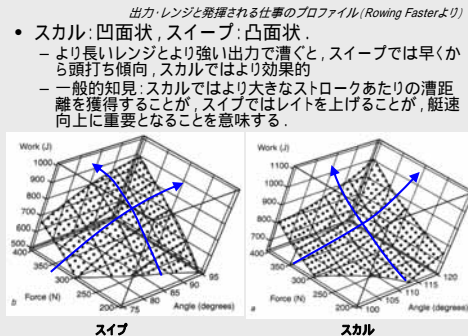 出力・レンジと発揮される仕事のプロファイル(Rowing Fasterより)
• スカル:凹面状,スイープ:凸面状.
– より長いレンジとより強い出力で漕ぐと,スイープでは早くか
ら頭打ち傾向,スカルではより効果的
– 一般的知見:スカルではより大きなストロークあたりの漕距
離を獲得することが,スイプではレイトを上げることが,艇速
向上に重要となることを意味する.
Work (J)
1000
900
800
700
600
500
400
350
300
250
200
Force (N)
75
80
85
90
95
Angle (degrees)
b
スイプ
Work (J)
1100
1000
900
800
700
400
350
300
250
200
Force (N)
100
105
110
115
120
Angle (degrees)
a
スカル